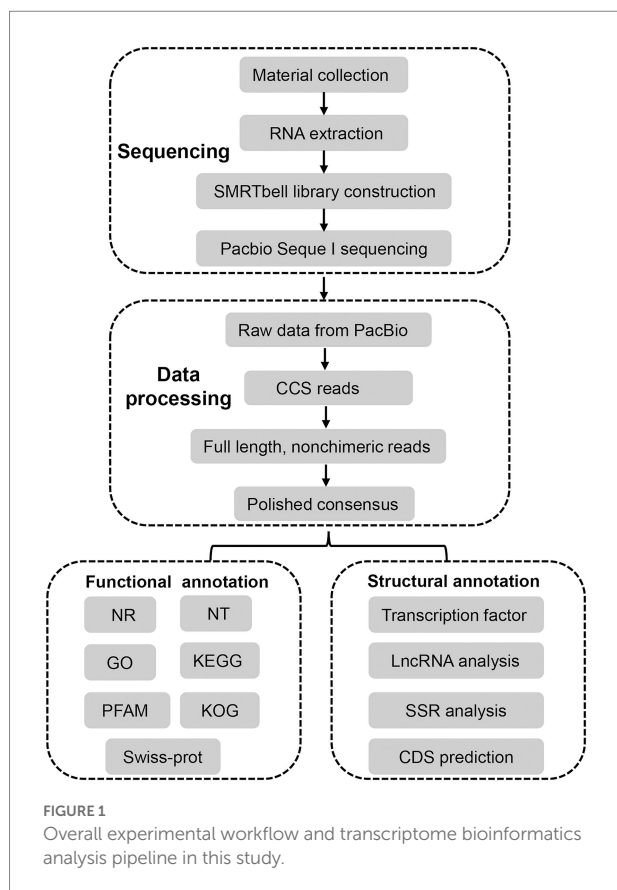 Material collection
RNA extraction
Sequencing
SMRTbell library construction
Pacbio Seque I sequencing
Raw data from PacBio
Data
processing
CCS reads
Full length, nonchimeric reads
Polished consensus
Functional annotation
NR
NT
GO
KEGG
PFAM
KOG
Swiss-prot
Structural annotation
Transcription factor
LncRNA analysis
SSR analysis
CDS prediction
FIGURE 1
Overall experimental workflow and transcriptome bioinformatics
analysis pipeline in this study.